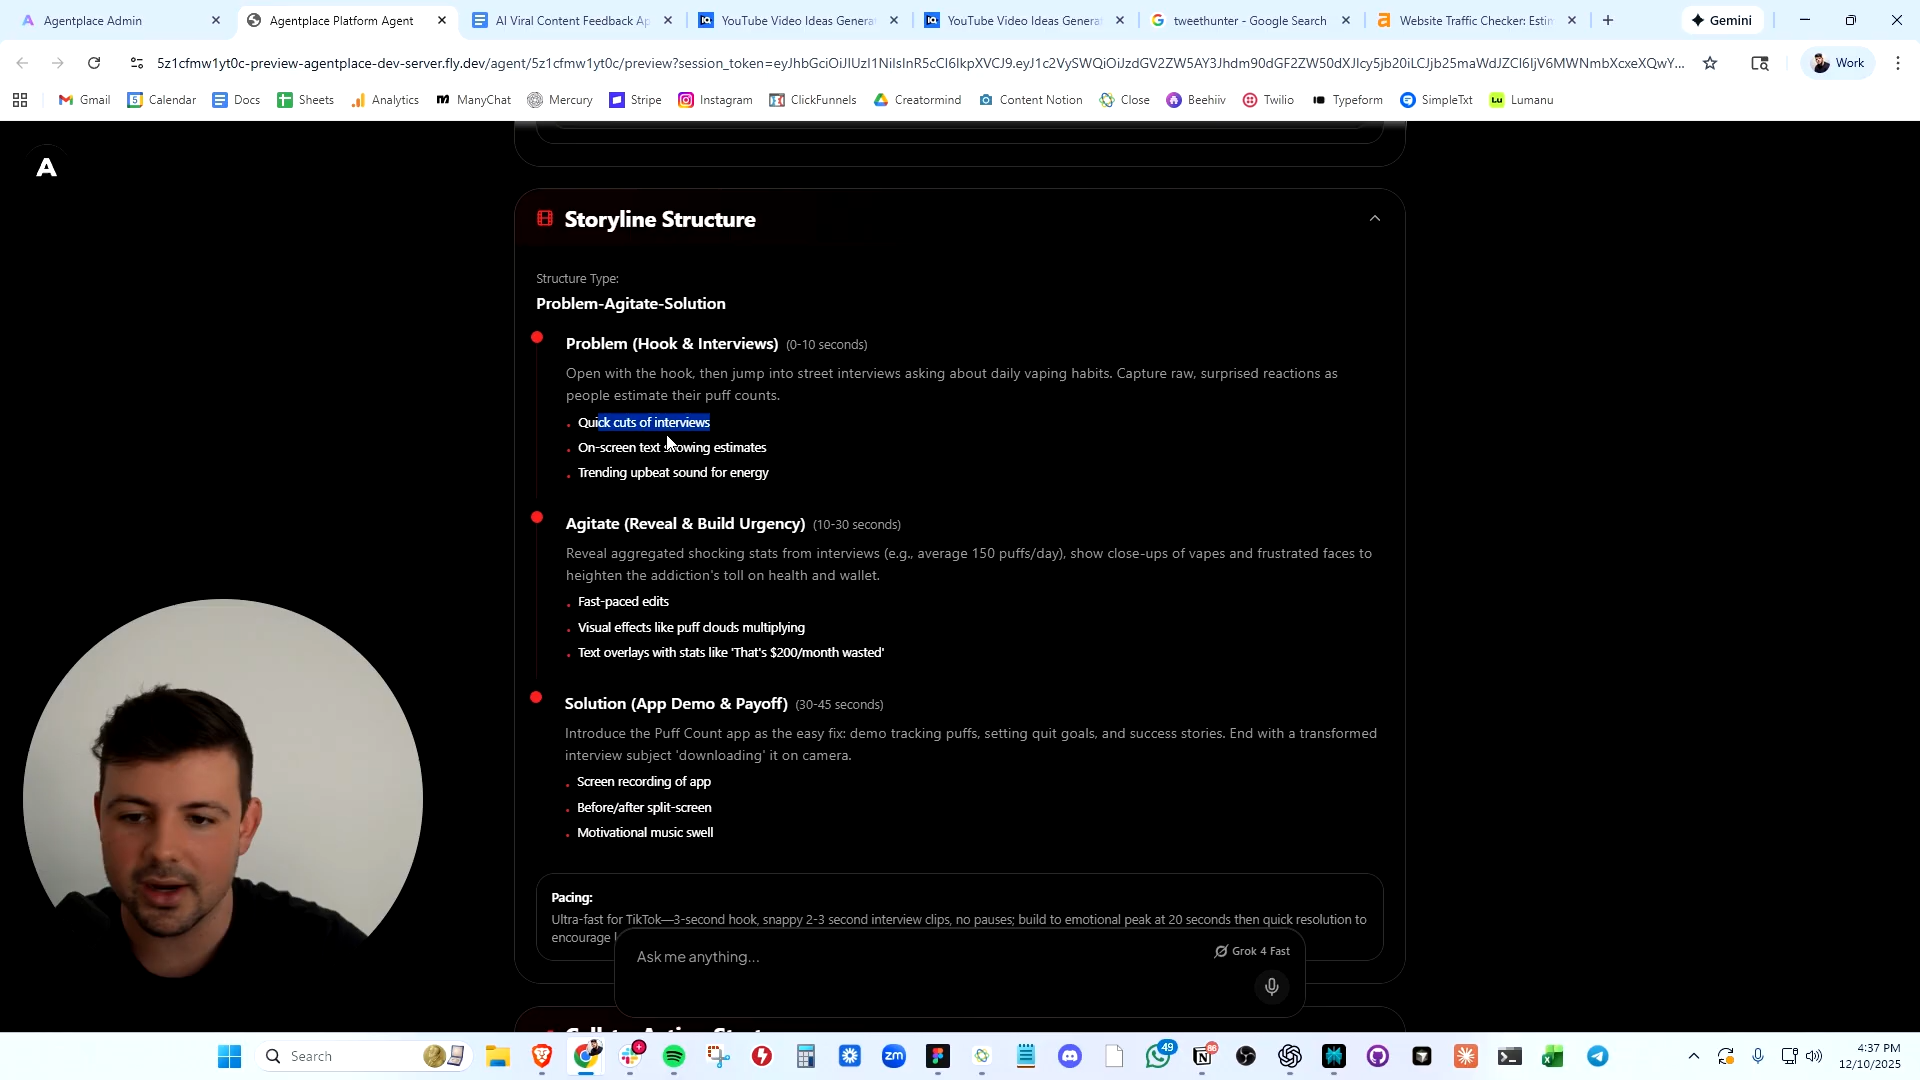 Agentplace Admin
Agentplace Platform Agent
AI Viral Content Feedback Ap
YouTube Video Ideas Generat
YouTube Video Ideas Genera
tweethunter - Google Search
Website Traffic Checker: Estim
Gemini
5z1cfmw1yt0c-preview-agentplace-dev-server.fly.dev/agent/5z1cfmw1yt0c/preview?session_token=
Work
Gmail
Calendar
Docs
Sheets
Analytics
ManyChat
Mercury
Stripe
Instagram
ClickFunnels
Creatormind
Content Notion
Close
Beehiiv
Twilio
Typeform
SimpleTxt
Lumanu
A
Storyline Structure
Structure Type:
Problem-Agitate-Solution
Problem (Hook & Interviews) (0-10 seconds)
Open with the hook, then jump into street interviews asking about daily vaping habits. Capture raw, surprised reactions as
people estimate their puff counts.
Quick cuts of interviews
On-screen text showing estimates
Trending upbeat sound for energy
Agitate (Reveal & Build Urgency) (10-30 seconds)
Reveal aggregated shocking stats from interviews (e.g., average 150 puffs/day), show close-ups of vapes and frustrated faces to
heighten the addiction's toll on health and wallet.
Fast-paced edits
Visual effects like puff clouds multiplying
Text overlays with stats like 'That's $200/month wasted'
Solution (App Demo & Payoff) (30-45 seconds)
Introduce the Puff Count app as the easy fix: demo tracking puffs, setting quit goals, and success stories. End with a transformed
interview subject 'downloading' it on camera.
Screen recording of app
Before/after split-screen
Motivational music swell
Pacing:
Ultra-fast for TikTok—3-second hook, snappy 2-3 second interview clips, no pauses; build to emotional peak at 20 seconds then quick resolution to
encourage
Ask me anything...
Grok 4 Fast
Search
49
4:37 PM
12/10/2025